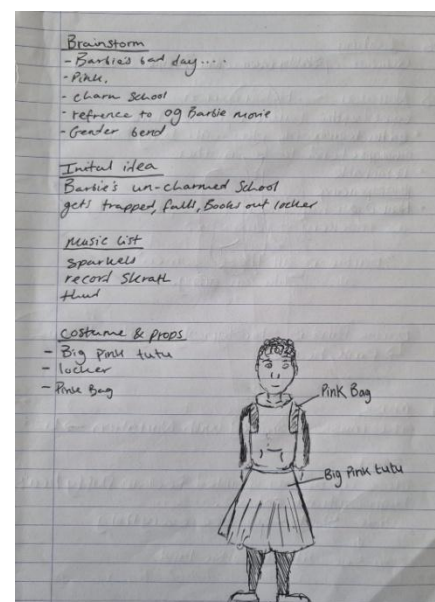 Brainstorm
- Barbie's bad day....
- Pink.
- charm School
- refrence to og Barbie movie
- Gender bend
Inital idea
Barbie's un-charmed School
gets trapped, falls, Books out locker
Music list
Sparkels
record Skrath
thud
Costume & props
- Big pink tutu
- locker
- Pink Bag
Pink Bag
Big Pink tutu